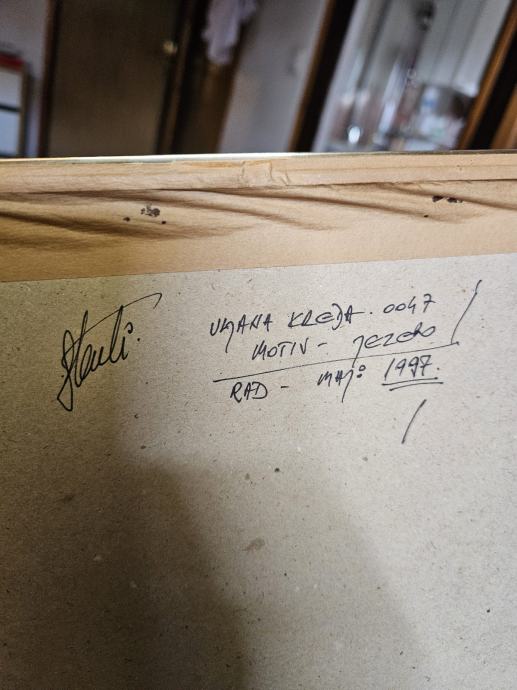 ULJANA KREDA. 0047
MOTIV - JEZERO
RAD - MAJ: 1997.